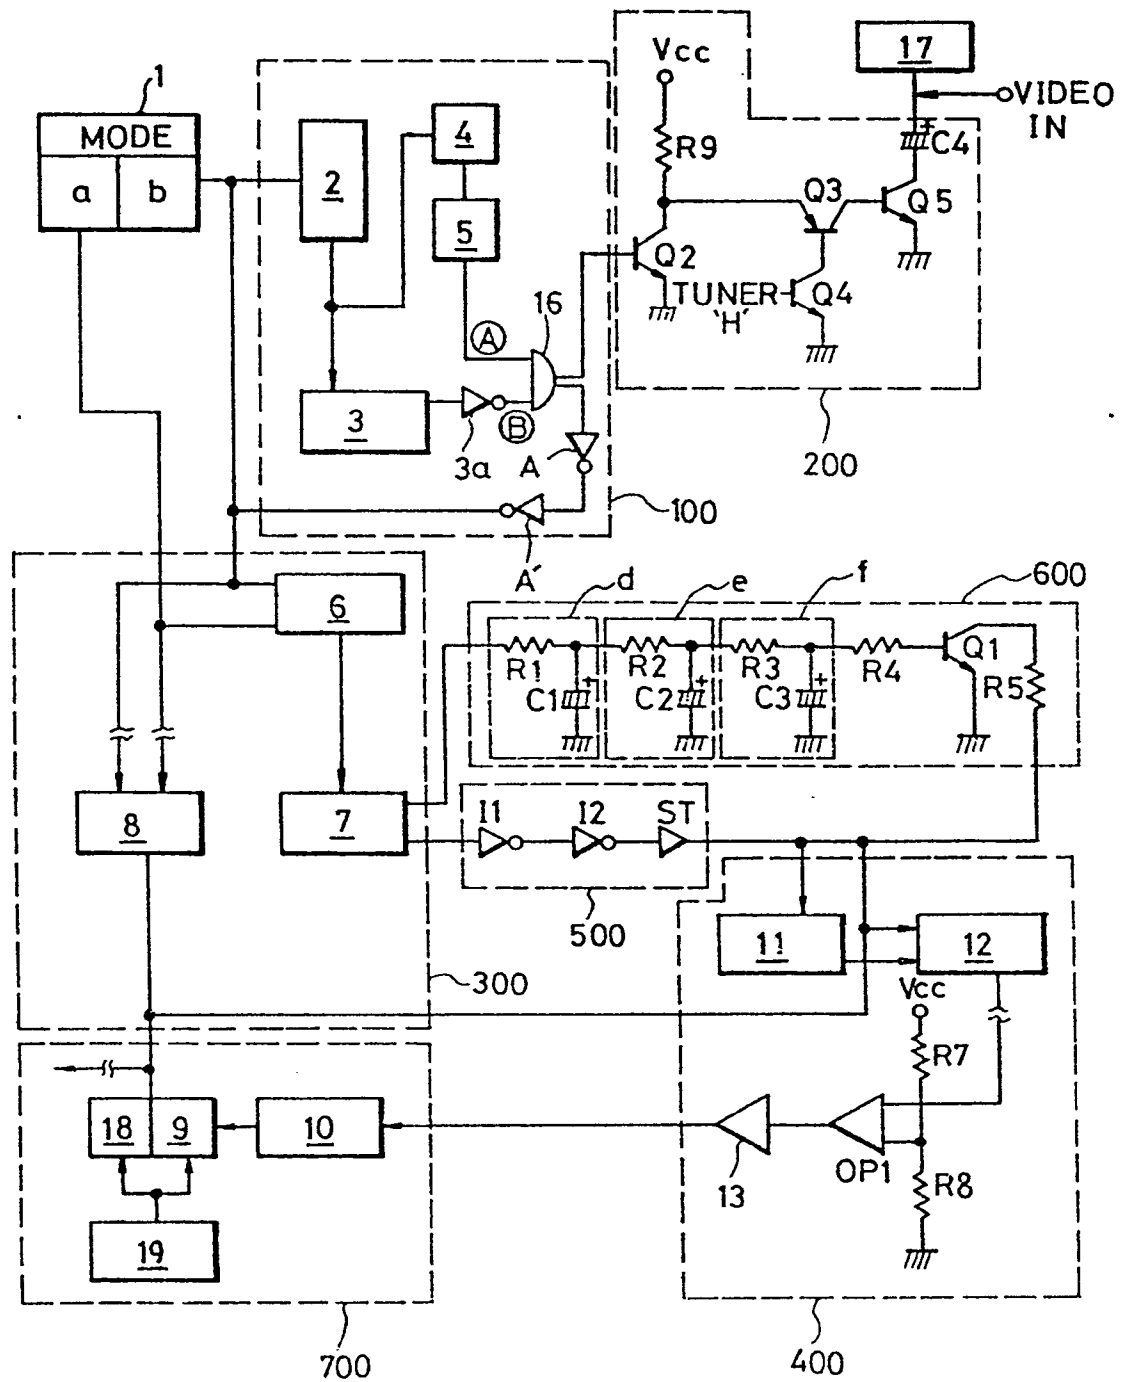 1
MODE
a b
2
4
5
3
3a
A
B
16
A
A'
100
Vcc
R9
Q2
Q3
TUNER
'H'
Q4
Q5
C4
+
17
VIDEO
IN
200
6
7
8
300
d
e
f
600
R1
C1
+
R2
C2
+
R3
C3
+
R4
Q1
R5
I1
I2
ST
500
11
12
Vcc
R7
R8
OP1
13
400
18 9
10
19
700